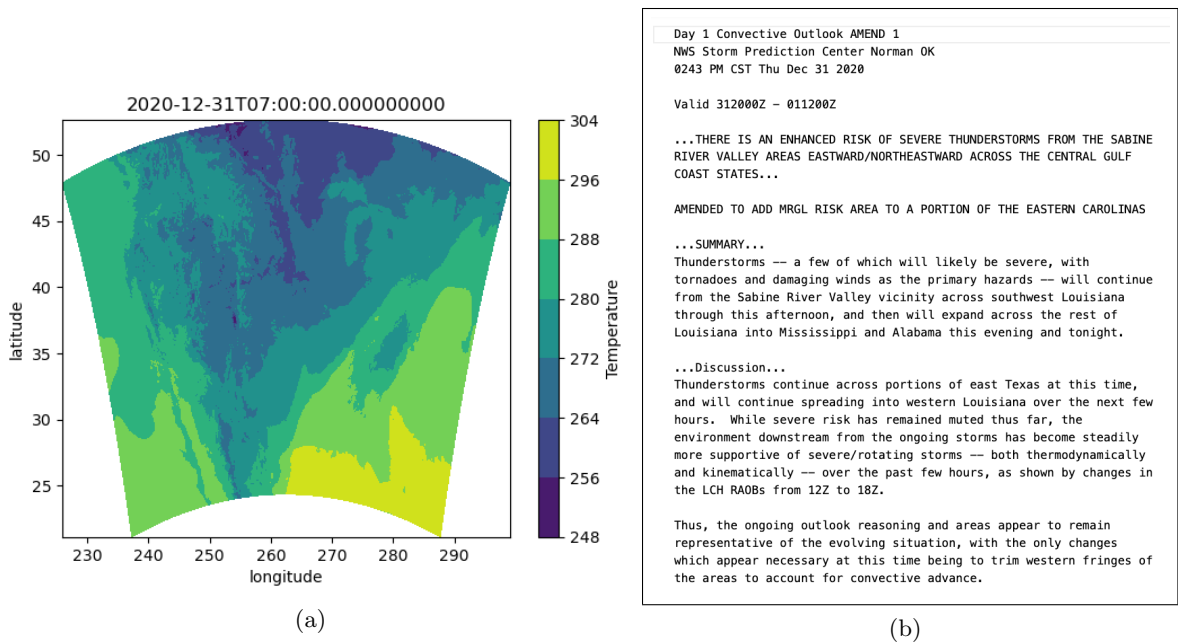 2020-12-31T07:00:00.000000000
50
45
40
35
30
25
latitude
230 240 250 260 270 280 290
longitude
304
296
288
280
272
264
256
248
Temperature
(a)
Day 1 Convective Outlook AMEND 1
NWS Storm Prediction Center Norman OK
0243 PM CST Thu Dec 31 2020
Valid 312000Z - 011200Z
...THERE IS AN ENHANCED RISK OF SEVERE THUNDERSTORMS FROM THE SABINE
RIVER VALLEY AREAS EASTWARD/NORTHEASTWARD ACROSS THE CENTRAL GULF
COAST STATES...
AMENDED TO ADD MRGL RISK AREA TO A PORTION OF THE EASTERN CAROLINAS
...SUMMARY...
Thunderstorms -- a few of which will likely be severe, with
tornadoes and damaging winds as the primary hazards -- will continue
from the Sabine River Valley vicinity across southwest Louisiana
through this afternoon, and then will expand across the rest of
Louisiana into Mississippi and Alabama this evening and tonight.
...Discussion...
Thunderstorms continue across portions of east Texas at this time,
and will continue spreading into western Louisiana over the next few
hours.  While severe risk has remained muted thus far, the
environment downstream from the ongoing storms has become steadily
more supportive of severe/rotating storms -- both thermodynamically
and kinematically -- over the past few hours, as shown by changes in
the LCH RAOBs from 12Z to 18Z.
Thus, the ongoing outlook reasoning and areas appear to remain
representative of the evolving situation, with the only changes
which appear necessary at this time being to trim western fringes of
the areas to account for convective advance.
(b)